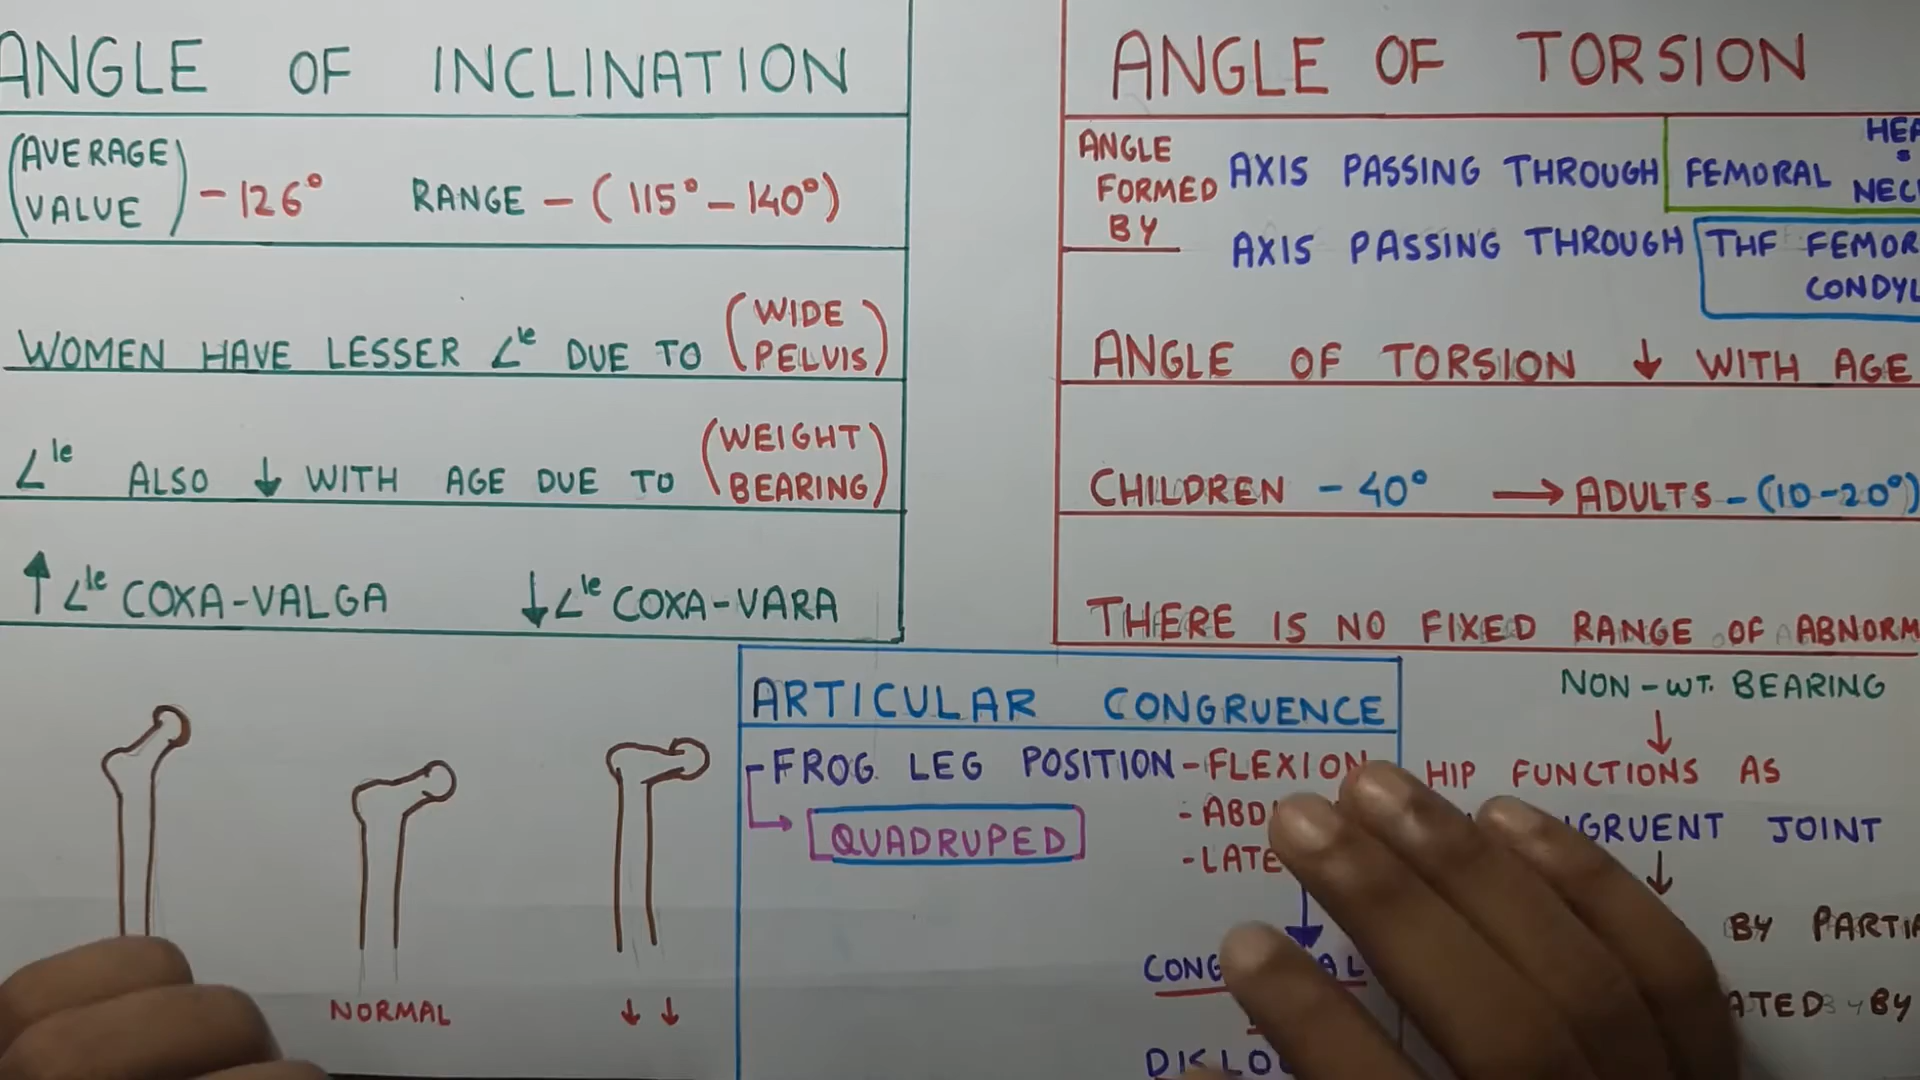 ANGLE OF INCLINATION
(AVERAGE VALUE) - 126° RANGE - (115° - 140°)
WOMEN HAVE LESSER ∠le DUE TO (WIDE PELVIS)
∠le ALSO ↓ WITH AGE DUE TO (WEIGHT BEARING)
↑ ∠le COXA-VALGA ↓ ∠le COXA-VARA
NORMAL
↓ ↓
ANGLE OF TORSION
ANGLE FORMED BY
AXIS PASSING THROUGH FEMORAL
AXIS PASSING THROUGH THF
ANGLE OF TORSION ↓ WITH AGE
CHILDREN - 40° → ADULTS - (10-20°)
THERE IS NO FIXED RANGE OF
ARTICULAR CONGRUENCE
- FROG LEG POSITION - FLEXION
QUADRUPED
NON-WT. BEARING
↓
HIP FUNCTIONS AS
JOINT
↓
BY
BY